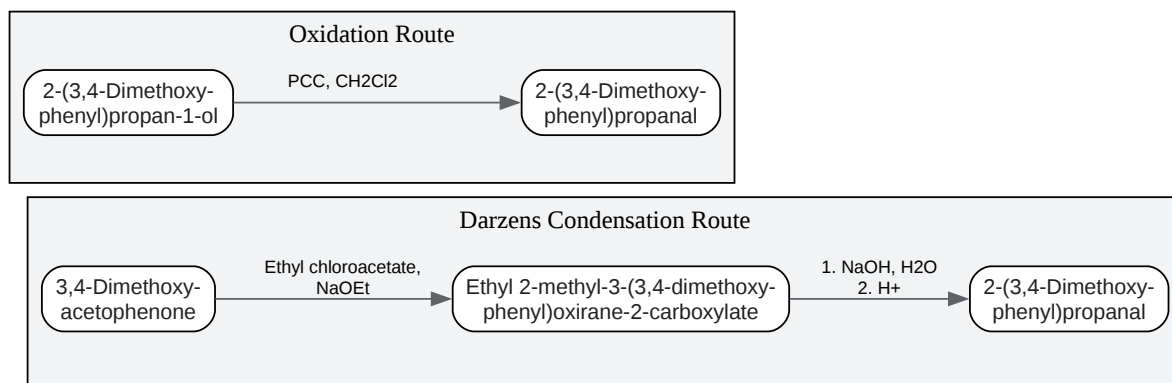 Oxidation Route
2-(3,4-Dimethoxy-
phenyl)propan-1-ol
PCC, CH2Cl2
2-(3,4-Dimethoxy-
phenyl)propanal
Darzens Condensation Route
3,4-Dimethoxy-
acetophenone
Ethyl chloroacetate,
NaOEt
Ethyl 2-methyl-3-(3,4-dimethoxy-
phenyl)oxirane-2-carboxylate
1. NaOH, H2O
2. H+
2-(3,4-Dimethoxy-
phenyl)propanal